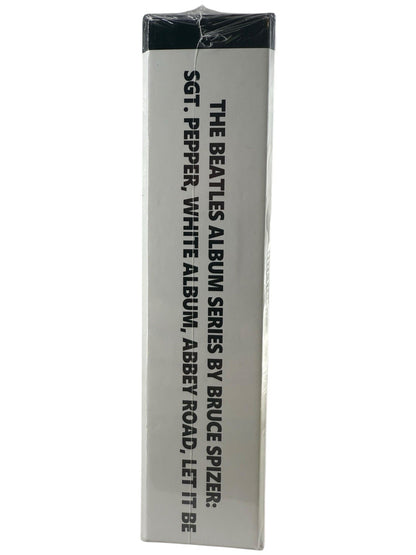 THE BEATLES ALBUM SERIES BY BRUCE SPIZER:
SGT. PEPPER, WHITE ALBUM, ABBEY ROAD, LET IT BE